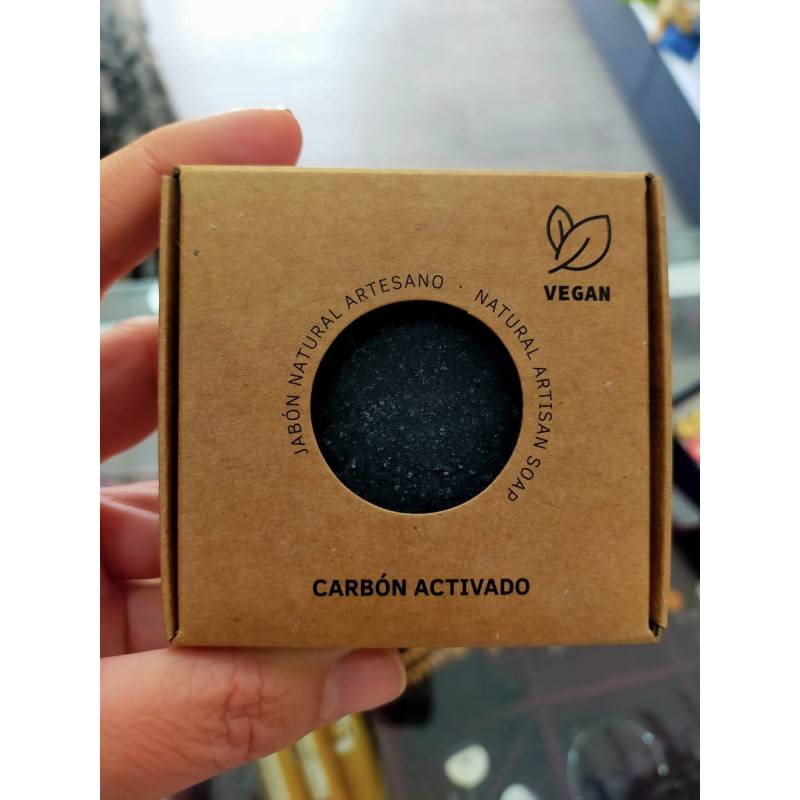 VEGAN
JABÓN NATURAL ARTESANO · NATURAL ARTISAN SOAP
CARBÓN ACTIVADO